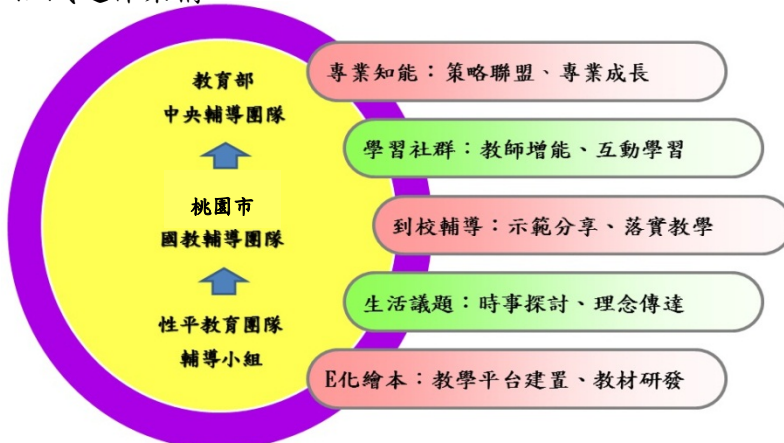 教育部
中央輔導團隊
桃園市
國教輔導團隊
性平教育團隊
輔導小組
專業知能：策略聯盟、專業成長
學習社群：教師增能、互動學習
到校輔導：示範分享、落實教學
生活議題：時事探討、理念傳達
E化繪本：教學平台建置、教材研發